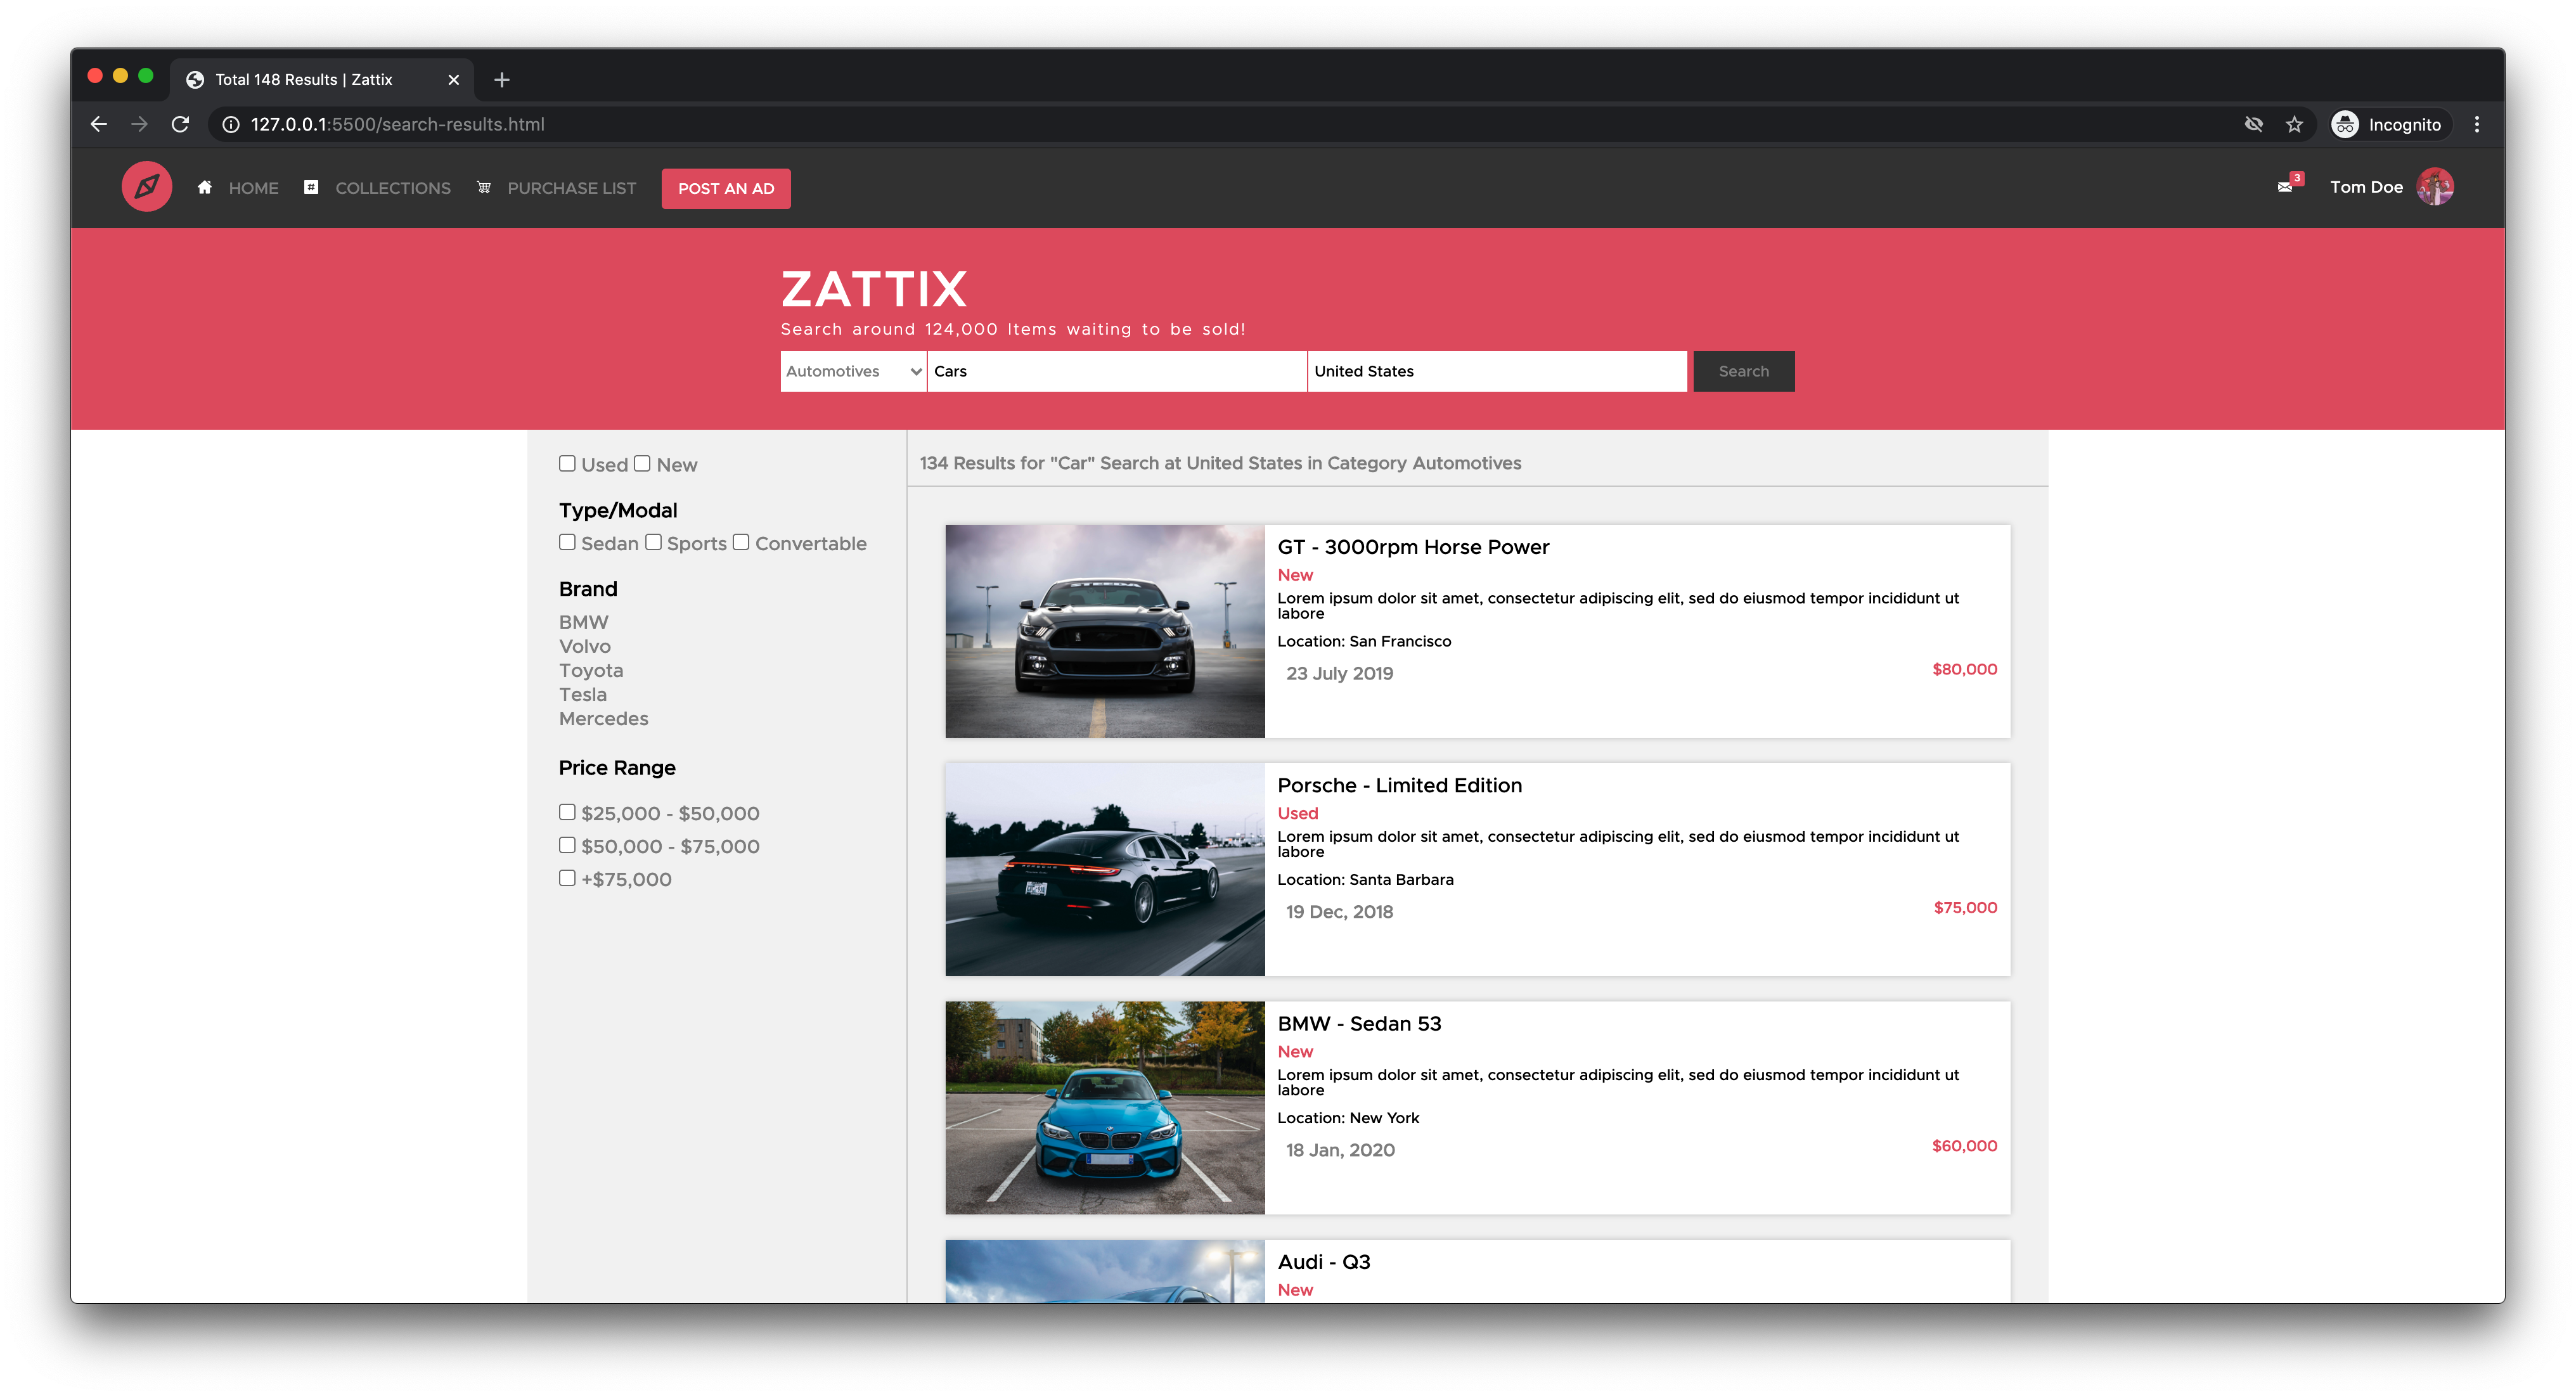 Total 148 Results | Zattix
127.0.0.1:5500/search-results.html
Incognito
HOME
COLLECTIONS
PURCHASE LIST
POST AN AD
3
Tom Doe
ZATTIX
Search around 124,000 Items waiting to be sold!
Automotives
Cars
United States
Search
Used New
Type/Modal
Sedan Sports Convertable
Brand
BMW
Volvo
Toyota
Tesla
Mercedes
Price Range
$25,000 - $50,000
$50,000 - $75,000
+$75,000
134 Results for "Car" Search at United States in Category Automotives
GT - 3000rpm Horse Power
New
Lorem ipsum dolor sit amet, consectetur adipiscing elit, sed do eiusmod tempor incididunt ut
labore
Location: San Francisco
23 July 2019
$80,000
Porsche - Limited Edition
Used
Lorem ipsum dolor sit amet, consectetur adipiscing elit, sed do eiusmod tempor incididunt ut
labore
Location: Santa Barbara
19 Dec, 2018
$75,000
BMW - Sedan 53
New
Lorem ipsum dolor sit amet, consectetur adipiscing elit, sed do eiusmod tempor incididunt ut
labore
Location: New York
18 Jan, 2020
$60,000
Audi - Q3
New